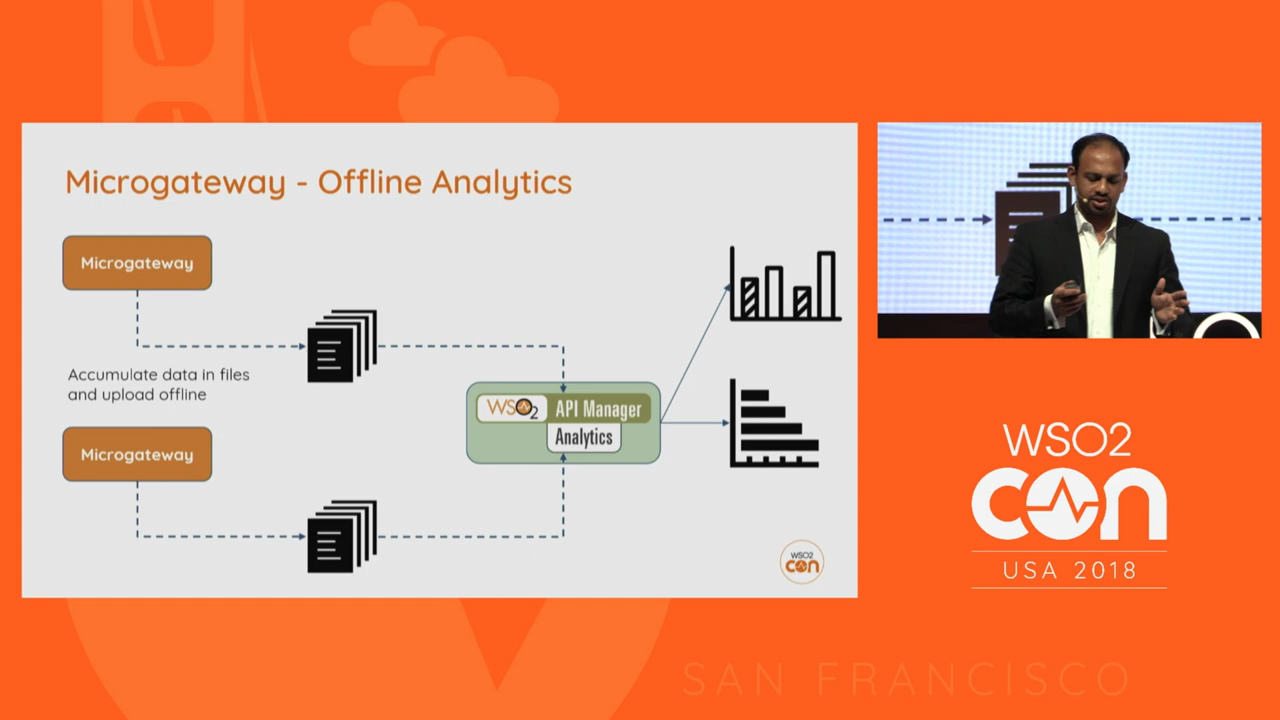 Microgateway - Offline Analytics
Microgateway
Accumulate data in files
and upload offline
Microgateway
WSO2 API Manager
Analytics
WSO2
con
WSO2
con
USA 2018
SAN FRANCISCO